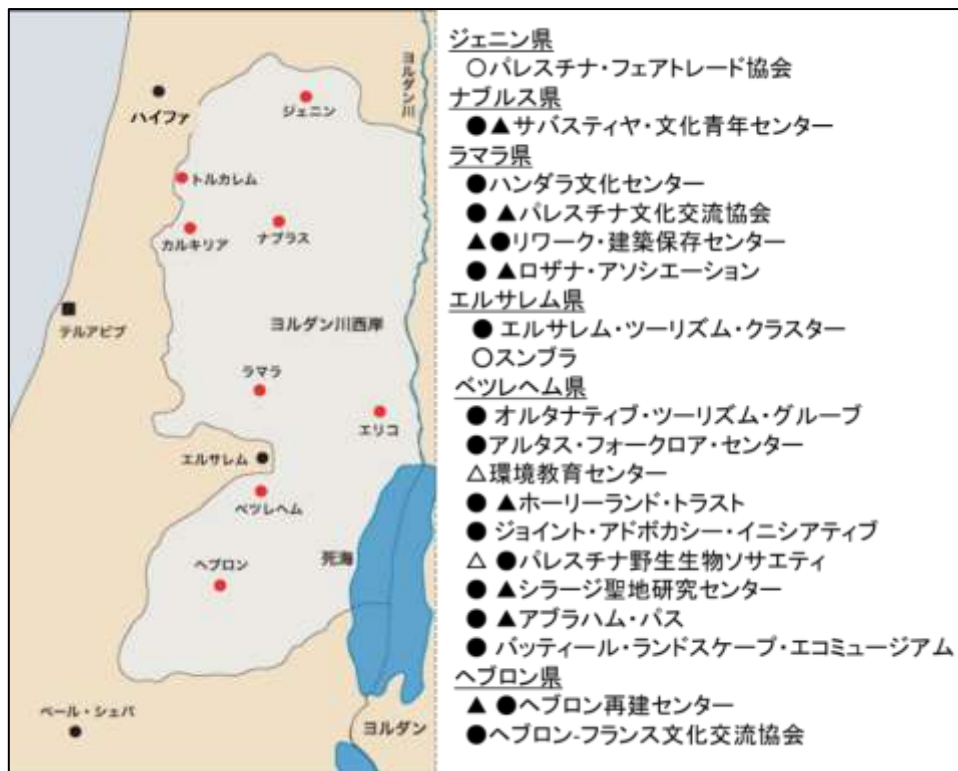 ヨルダン川
ハイファ
ジェニン
トルカレム
カルキリア
ナブラス
テルアビブ
ヨルダン川西岸
ラマラ
エリコ
エルサレム
ベツレヘム
ヘブロン
死海
ベール・シェバ
ヨルダン
ジェニン県
○パレスチナ・フェアトレード協会
ナブルス県
●▲サバスティヤ・文化青年センター
ラマラ県
●ハンダラ文化センター
● ▲パレスチナ文化交流協会
▲●リワーク・建築保存センター
● ▲ロザナ・アソシエーション
エルサレム県
● エルサレム・ツーリズム・クラスター
○スンブラ
ベツレヘム県
● オルタナティブ・ツーリズム・グループ
●アルタス・フォークロア・センター
△環境教育センター
● ▲ホーリーランド・トラスト
● ジョイント・アドボカシー・イニシアティブ
△ ●パレスチナ野生生物ソサエティ
● ▲シラージ聖地研究センター
● ▲アブラハム・パス
● バッティール・ランドスケープ・エコミュージアム
ヘブロン県
▲ ●ヘブロン再建センター
●ヘブロン-フランス文化交流協会